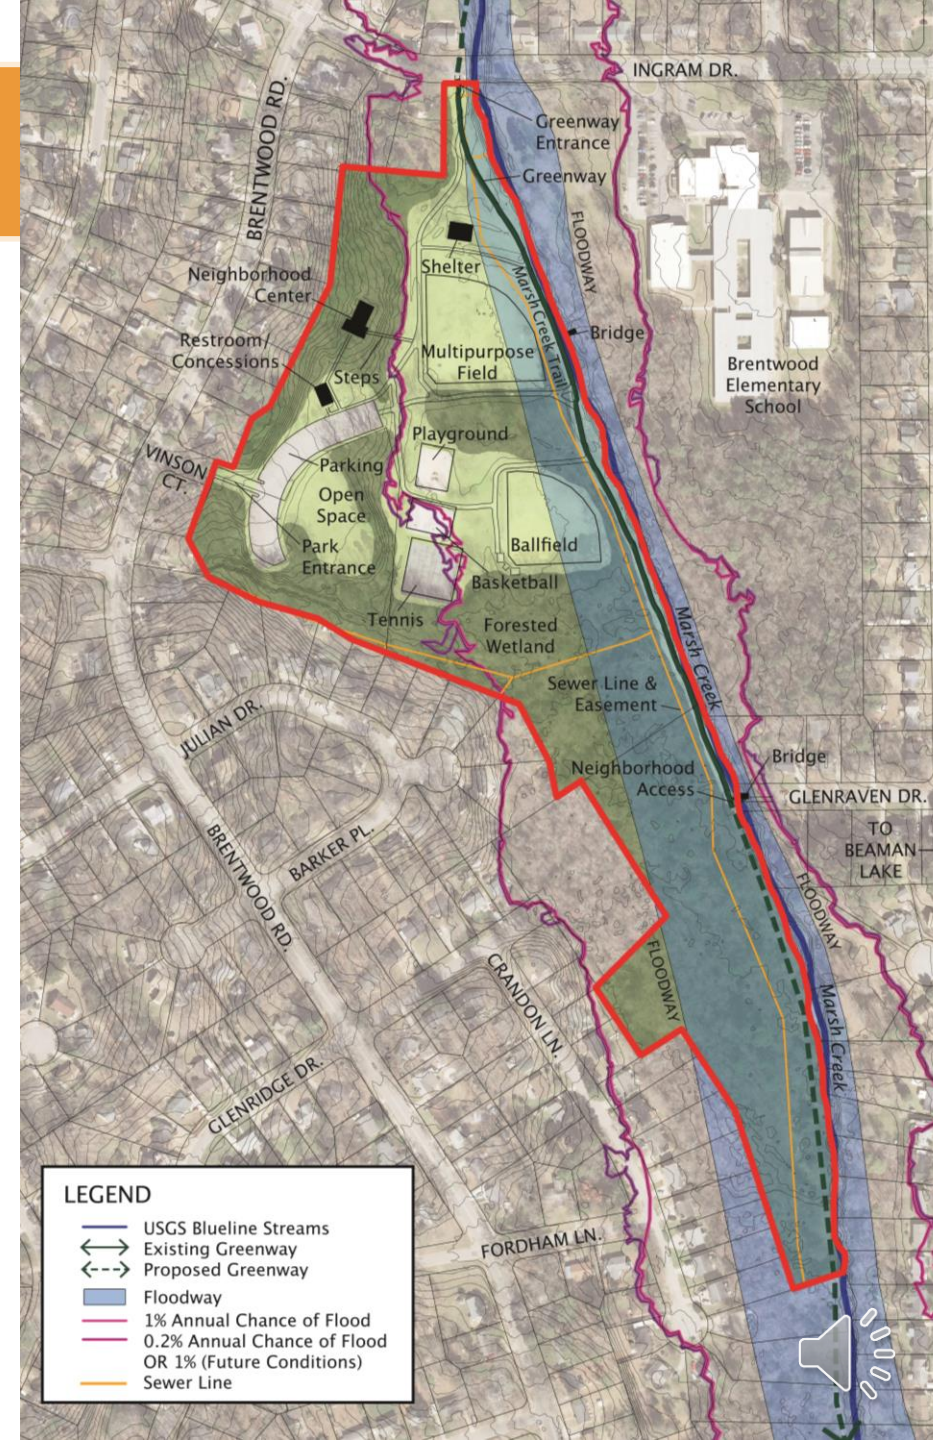 INGRAM DR.
BRENTWOOD RD.
Greenway
Entrance
Greenway
FLOODWAY
Neighborhood
Center
Shelter
Marsh Creek Trail
Bridge
Restroom/
Concessions
Steps
Multipurpose
Field
Brentwood
Elementary
School
Playground
VINSON
CT.
Parking
Open
Space
Park
Entrance
Ballfield
Basketball
Tennis
Forested
Wetland
Marsh Creek
Sewer Line &
Easement
JULIAN DR.
Neighborhood
Access
Bridge
GLENRAVEN DR.
TO
BEAMAN
LAKE
BARKER PL.
BRENTWOOD RD.
FLOODWAY
FLOODWAY
CRANDON LN.
Marsh Creek
GLENRIDGE DR.
FORDHAM LN.
LEGEND
USGS Blueline Streams
Existing Greenway
Proposed Greenway
Floodway
1% Annual Chance of Flood
0.2% Annual Chance of Flood
OR 1% (Future Conditions)
Sewer Line